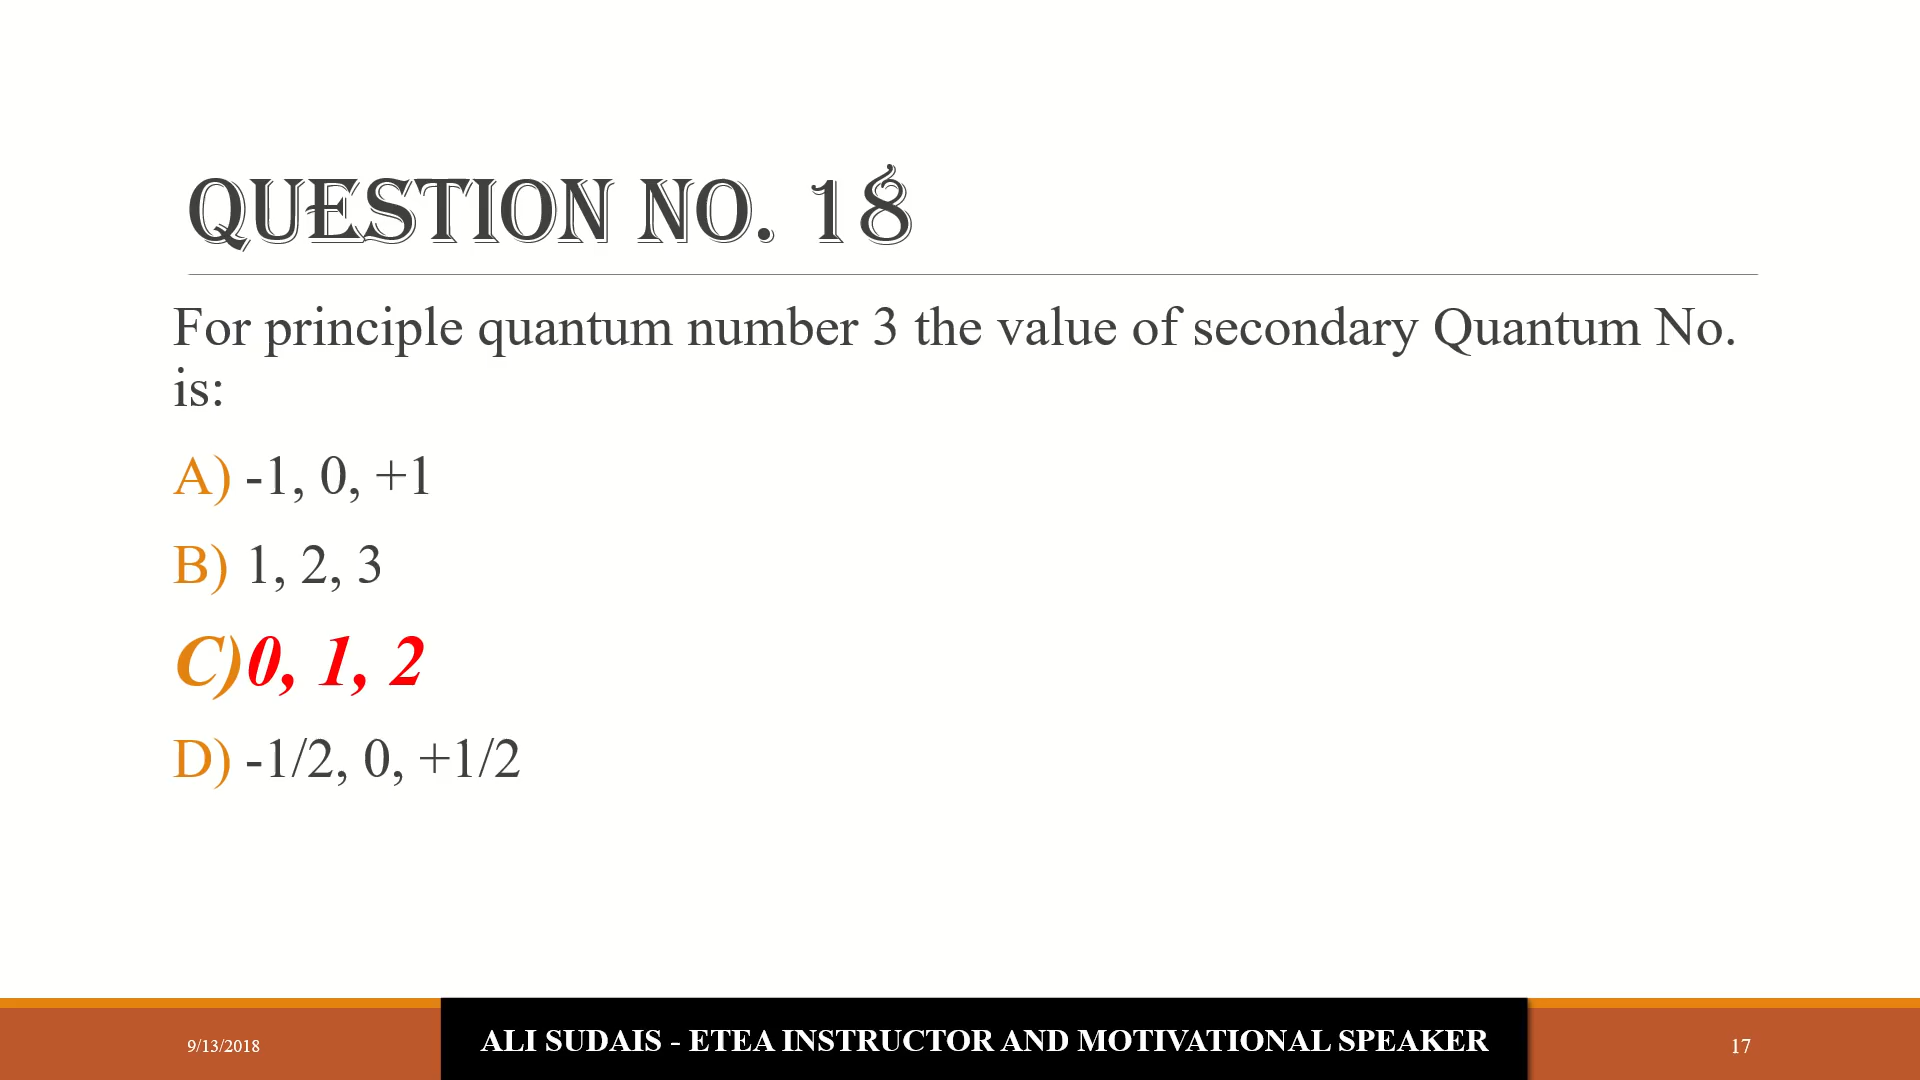 QUESTION NO. 18
For principle quantum number 3 the value of secondary Quantum No.
is:
A) -1, 0, +1
B) 1, 2, 3
C)0, 1, 2
D) -1/2, 0, +1/2
9/13/2018
ALI SUDAIS - ETEA INSTRUCTOR AND MOTIVATIONAL SPEAKER
17